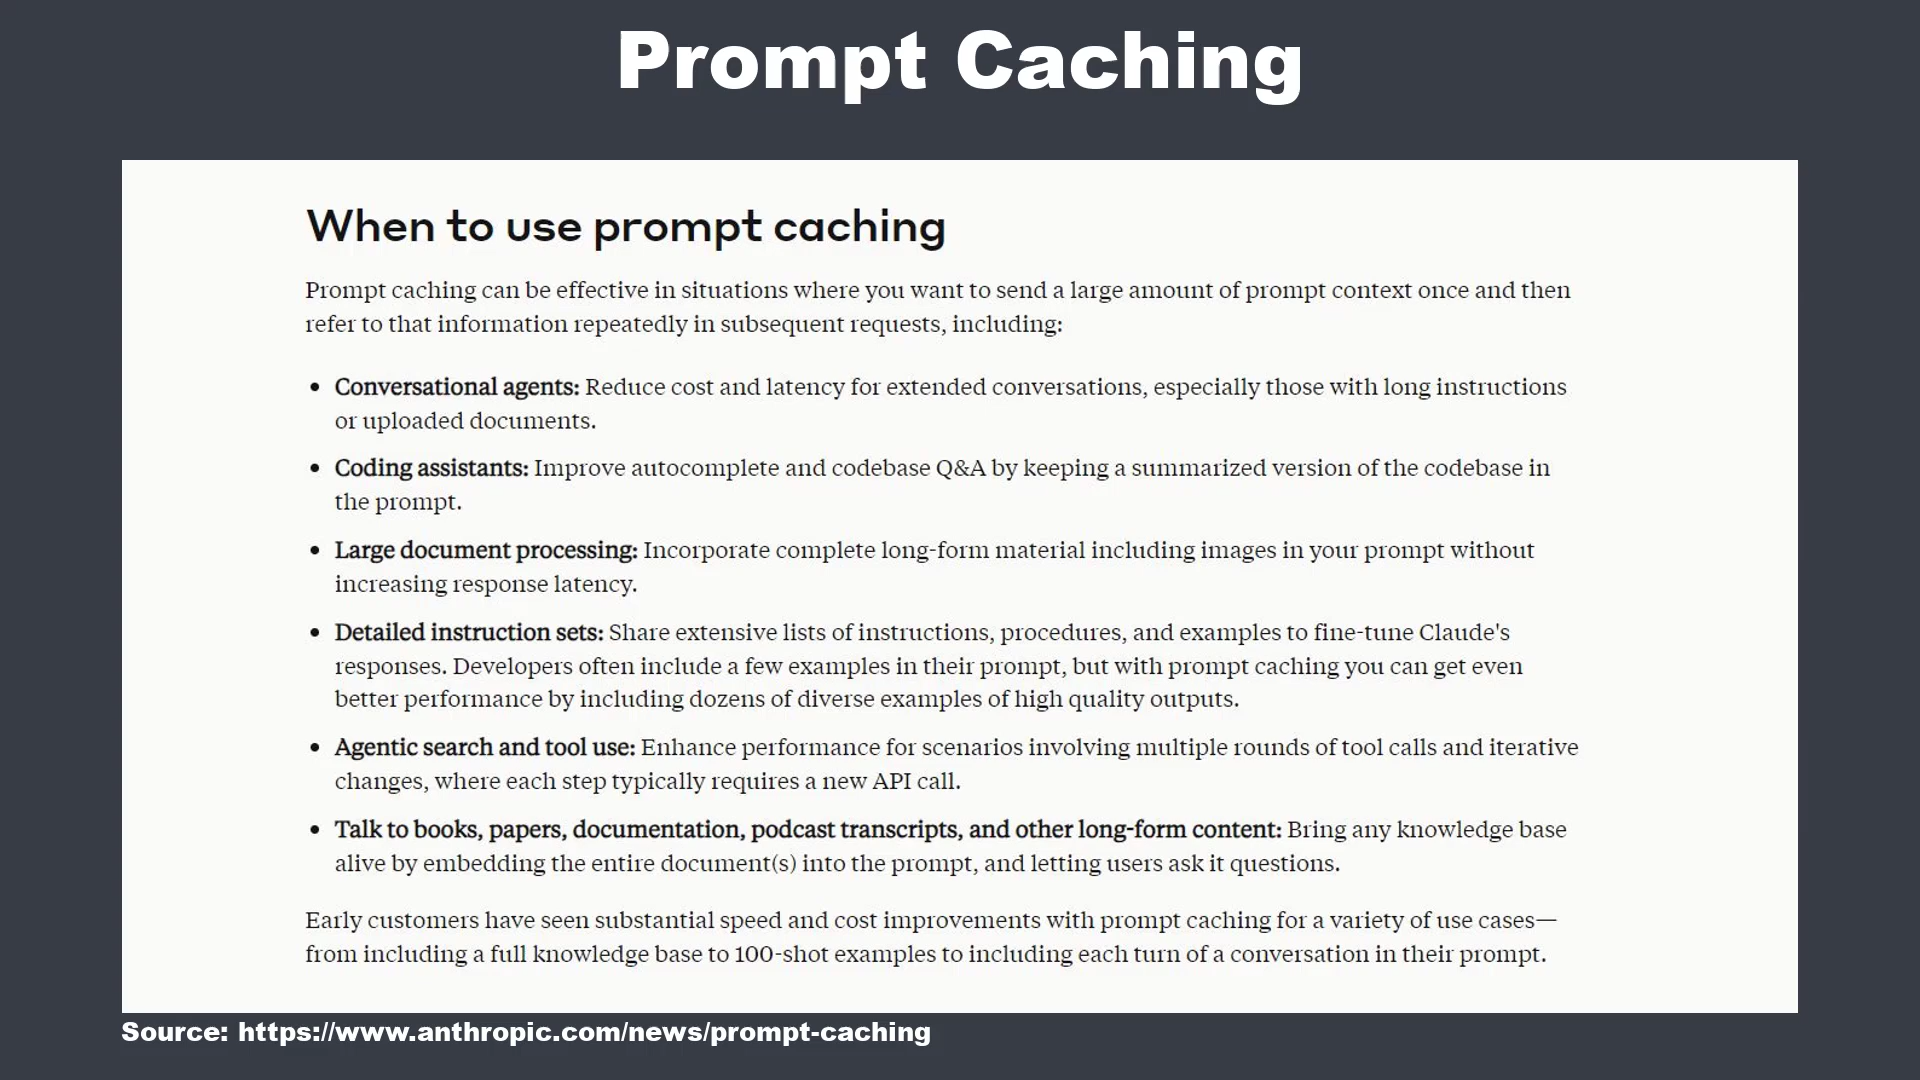 Prompt Caching
When to use prompt caching
Prompt caching can be effective in situations where you want to send a large amount of prompt context once and then
refer to that information repeatedly in subsequent requests, including:
• Conversational agents: Reduce cost and latency for extended conversations, especially those with long instructions
or uploaded documents.
• Coding assistants: Improve autocomplete and codebase Q&A by keeping a summarized version of the codebase in
the prompt.
• Large document processing: Incorporate complete long-form material including images in your prompt without
increasing response latency.
• Detailed instruction sets: Share extensive lists of instructions, procedures, and examples to fine-tune Claude's
responses. Developers often include a few examples in their prompt, but with prompt caching you can get even
better performance by including dozens of diverse examples of high quality outputs.
• Agentic search and tool use: Enhance performance for scenarios involving multiple rounds of tool calls and iterative
changes, where each step typically requires a new API call.
• Talk to books, papers, documentation, podcast transcripts, and other long-form content: Bring any knowledge base
alive by embedding the entire document(s) into the prompt, and letting users ask it questions.
Early customers have seen substantial speed and cost improvements with prompt caching for a variety of use cases—
from including a full knowledge base to 100-shot examples to including each turn of a conversation in their prompt.
Source: https://www.anthropic.com/news/prompt-caching